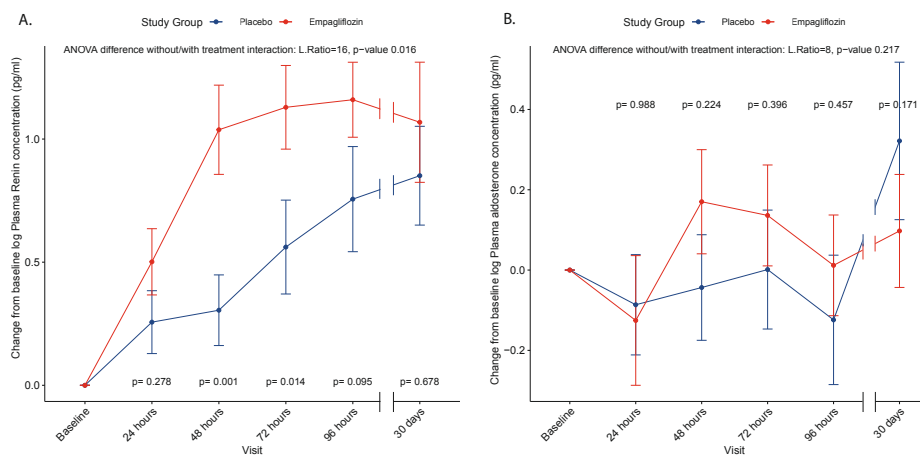 A.
Study Group Placebo Empagliflozin
ANOVA difference without/with treatment interaction: L.Ratio=16, p-value 0.016
Change from baseline log Plasma Renin concentration (pg/ml)
1.0
0.5
0.0
p= 0.278 p= 0.001 p= 0.014 p= 0.095 p= 0.678
Baseline 24 hours 48 hours 72 hours 96 hours 30 days
Visit
B.
Study Group Placebo Empagliflozin
ANOVA difference without/with treatment interaction: L.Ratio=8, p-value 0.217
Change from baseline log Plasma aldosterone concentration (pg/ml)
p= 0.988 p= 0.224 p= 0.396 p= 0.457 p= 0.171
0.4
0.2
0.0
−0.2
Baseline 24 hours 48 hours 72 hours 96 hours 30 days
Visit